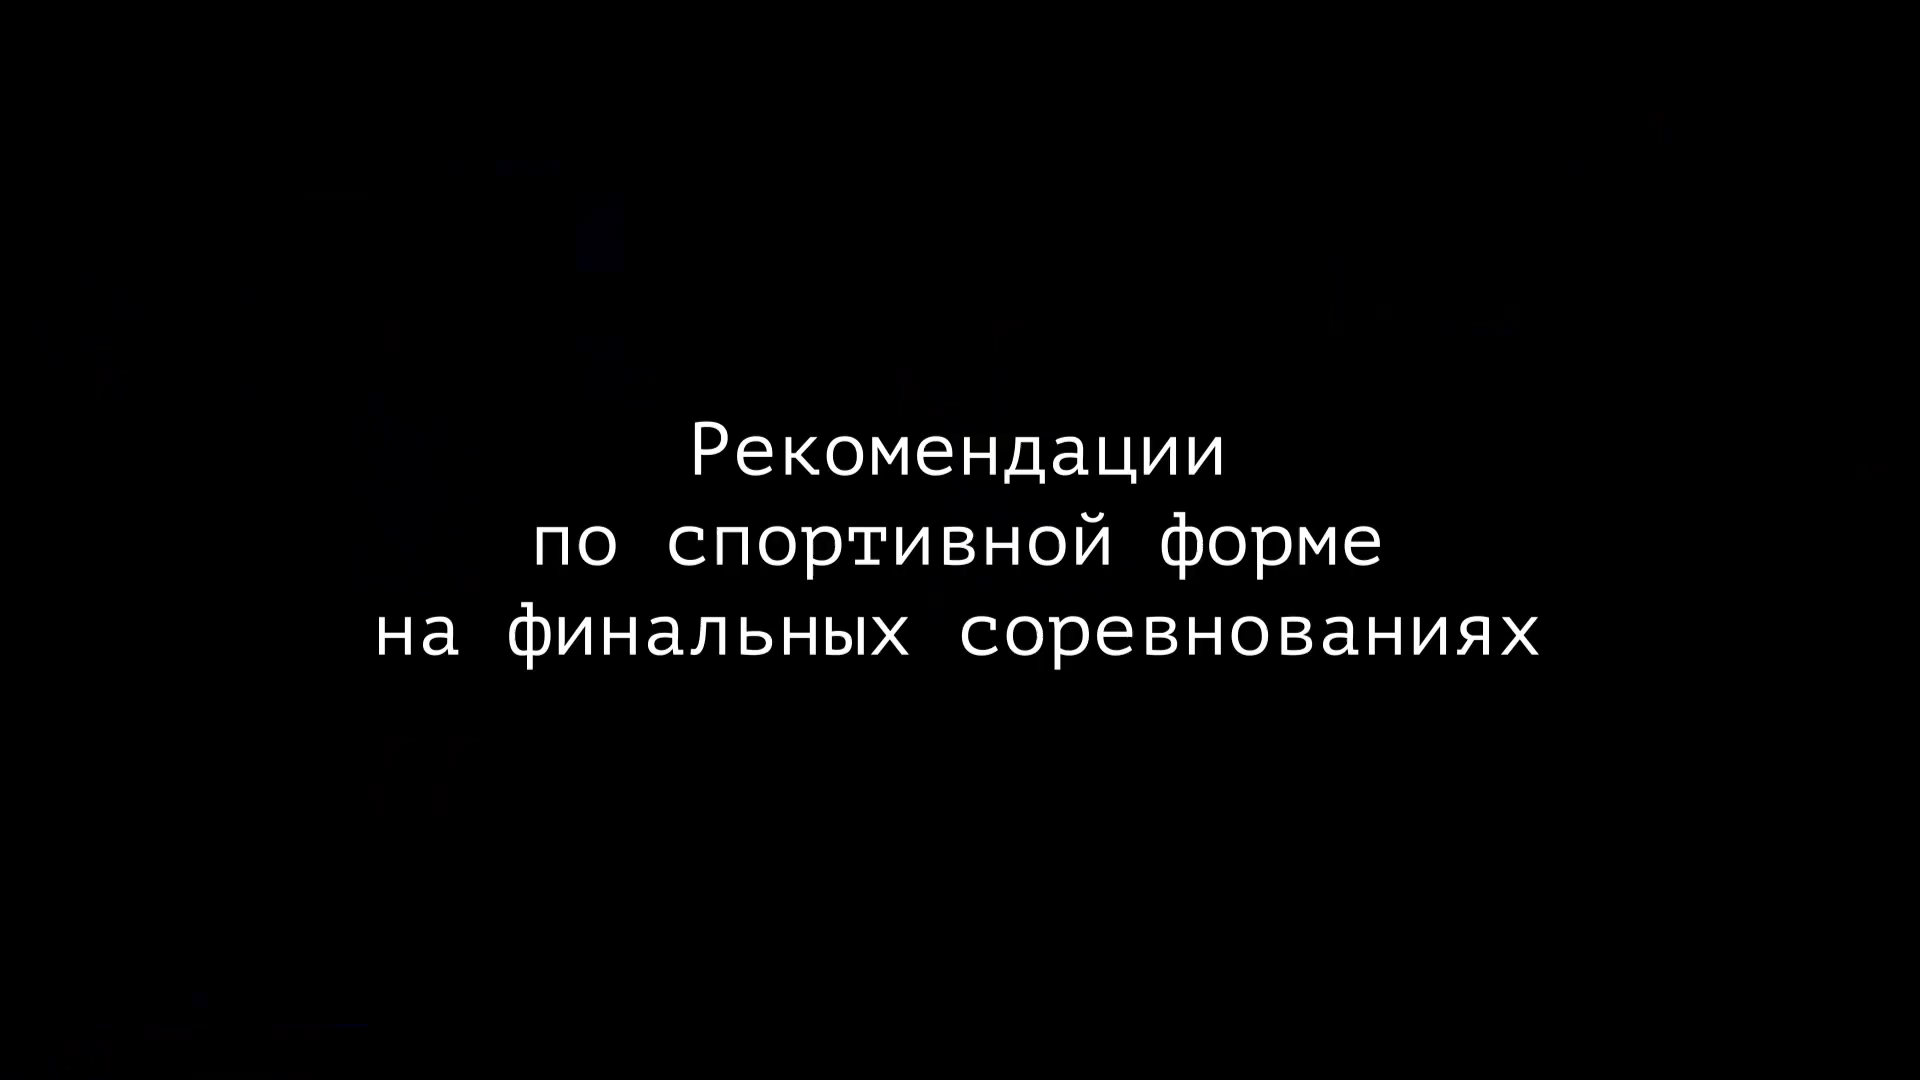 Рекомендации
по спортивной форме
на финальных соревнованиях